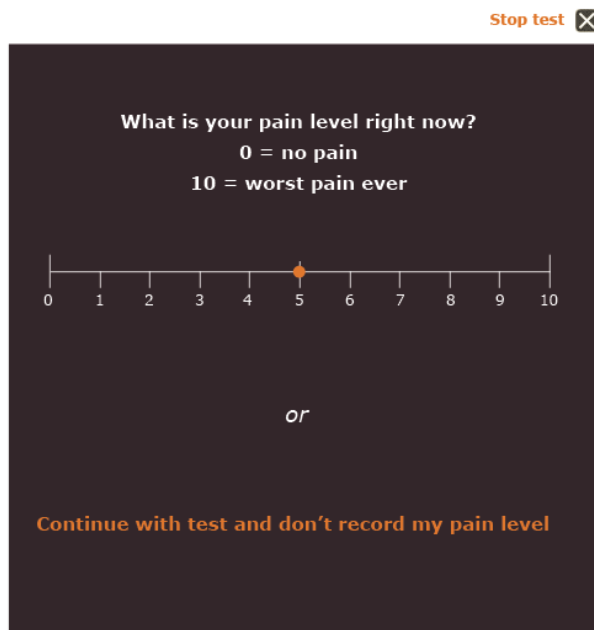 Stop test
What is your pain level right now?
0 = no pain
10 = worst pain ever
0 1 2 3 4 5 6 7 8 9 10
or
Continue with test and don’t record my pain level